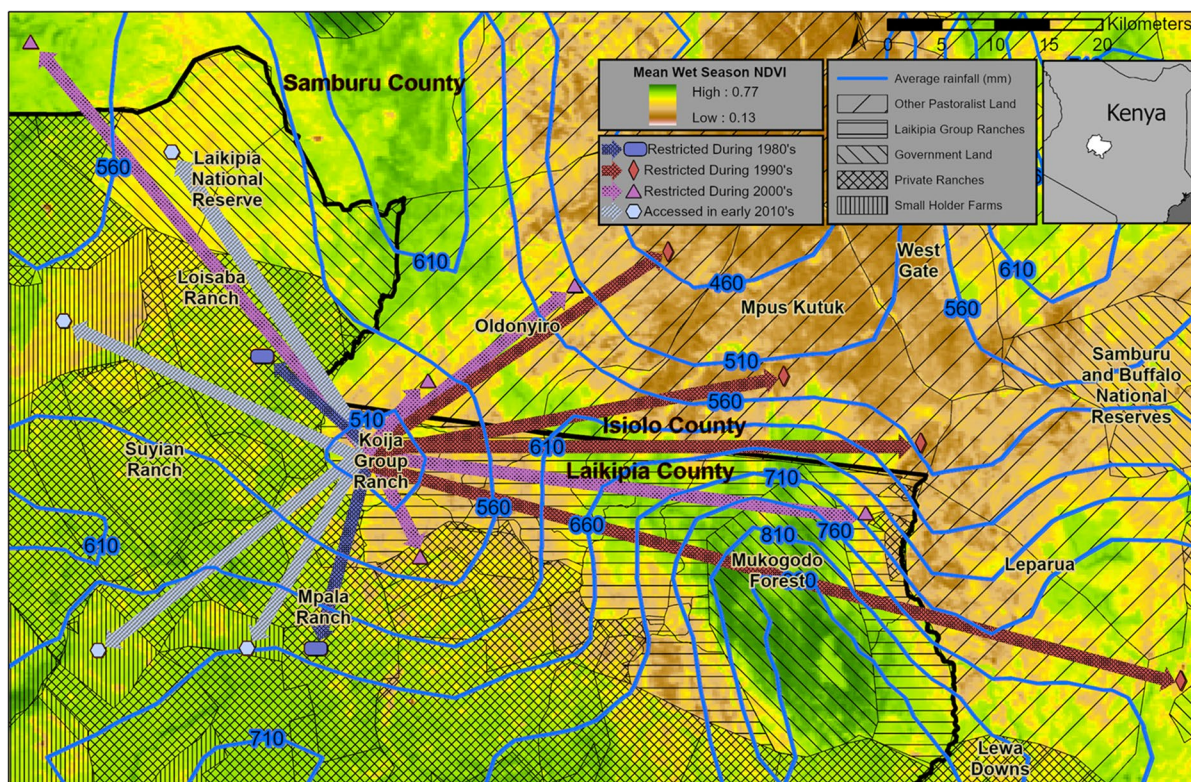 Kilometers
0 5 10 15 20
Samburu County
Mean Wet Season NDVI
High : 0.77
Low : 0.13
Restricted During 1980's
Restricted During 1990's
Restricted During 2000's
Accessed in early 2010's
Average rainfall (mm)
Other Pastoralist Land
Laikipia Group Ranches
Government Land
Private Ranches
Small Holder Farms
Kenya
560
Laikipia
National
Reserve
610
Loisaba
Ranch
460
West
Gate
610
560
Mpus Kutuk
Oldonyiro
510
560
Samburu
and Buffalo
National
Reserves
510
Koija
Group
Ranch
610
Isiolo County
Laikipia County
Suyian
Ranch
710
560
660
760
810
610
Mukogodo
Forest
Leparua
Mpala
Ranch
710
Lewa
Downs